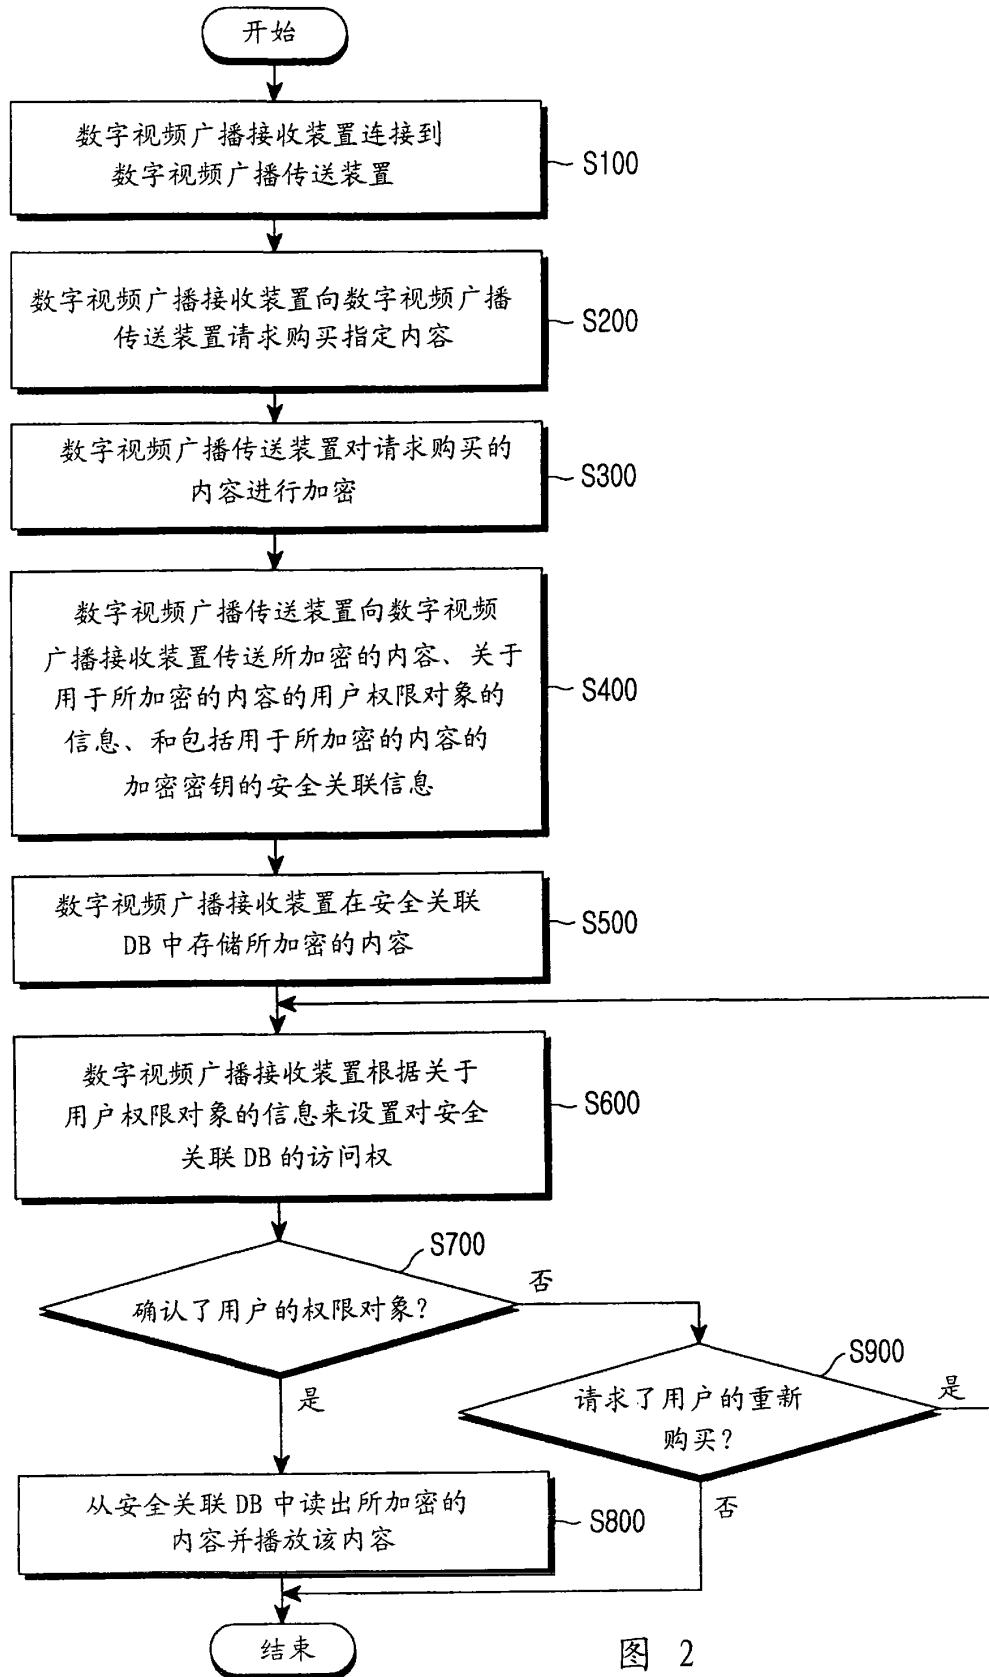 开始
数字视频广播接收装置连接到
数字视频广播传送装置
S100
数字视频广播接收装置向数字视频广播
传送装置请求购买指定内容
S200
数字视频广播传送装置对请求购买的
内容进行加密
S300
数字视频广播传送装置向数字视频
广播接收装置传送所加密的内容、关于
用于所加密的内容的用户权限对象的
信息、和包括用于所加密的内容的
加密密钥的安全关联信息
S400
数字视频广播接收装置在安全关联
DB中存储所加密的内容
S500
数字视频广播接收装置根据关于
用户权限对象的信息来设置对安全
关联DB的访问权
S600
S700
确认了用户的权限对象?
否
是
S900
请求了用户的重新
购买?
是
否
从安全关联DB中读出所加密的
内容并播放该内容
S800
结束
图 2